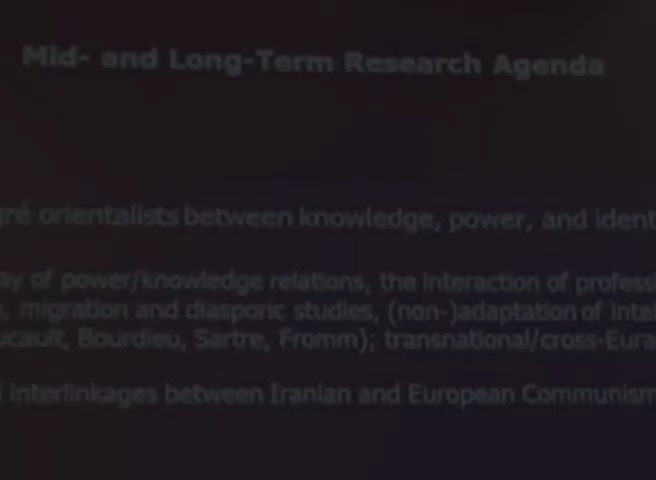 Mid- and Long-Term Research Agenda
gré orientalists between knowledge, power, and ident
ay of power/knowledge relations, the interaction of professi
, migration and diasporic studies, (non-)adaptation of intel
ucault, Bourdieu, Sartre, Fromm); transnational/cross-Eura
interlinkages between Iranian and European Communism